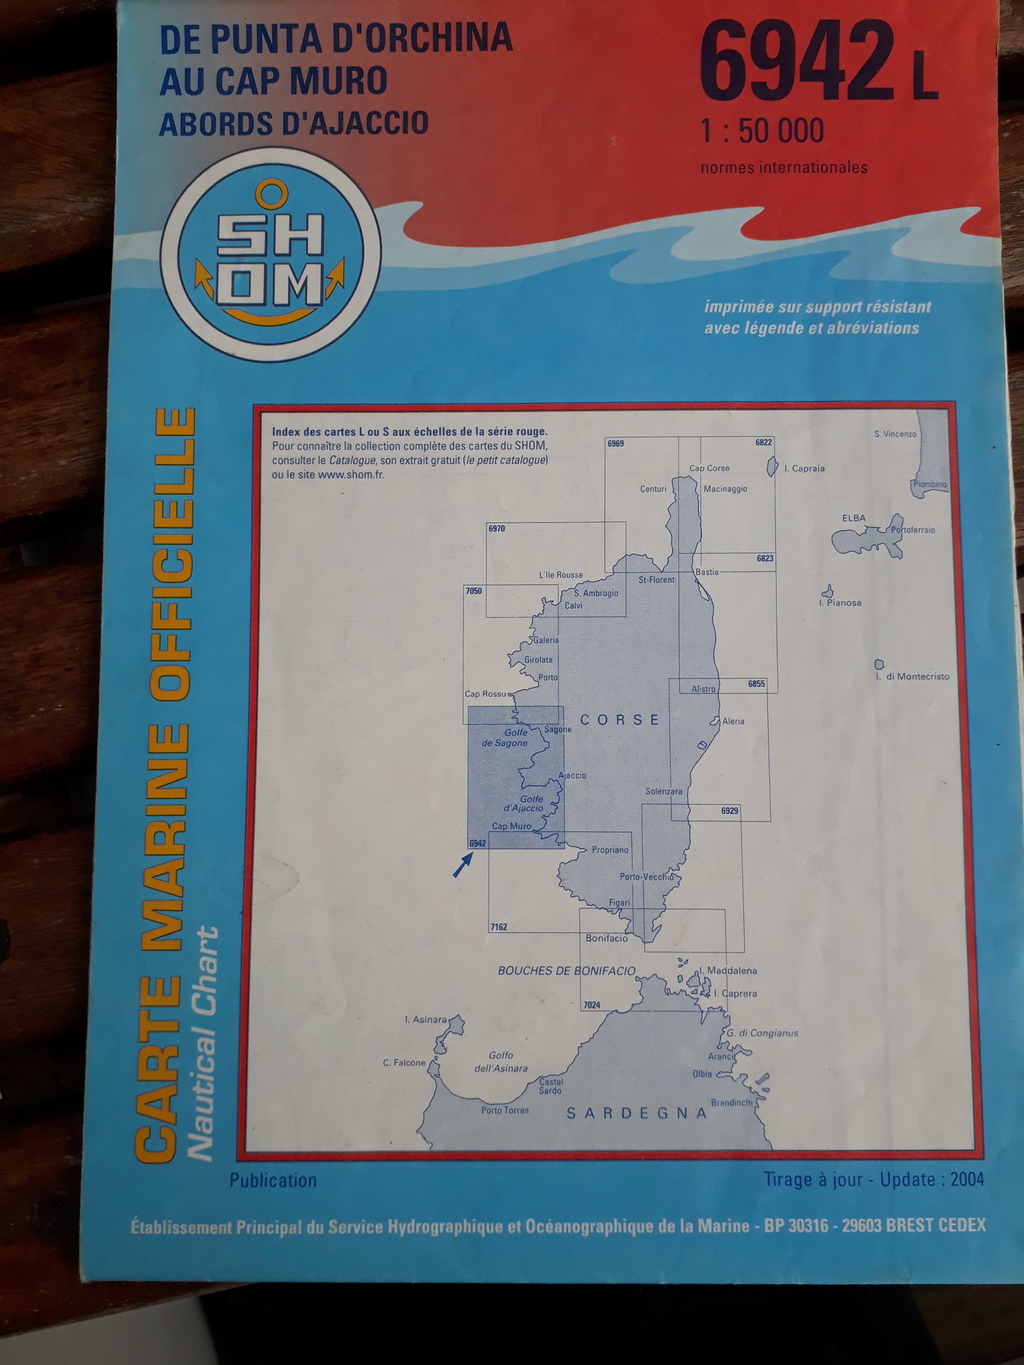 DE PUNTA D'ORCHINA
AU CAP MURO
ABORDS D'AJACCIO
6942 L
1 : 50 000
normes internationales
SH
OM
imprimée sur support résistant
avec légende et abréviations
CARTE MARINE OFFICIELLE
Nautical Chart
Index des cartes L ou S aux échelles de la série rouge.
Pour connaître la collection complète des cartes du SHOM,
consulter le Catalogue, son extrait gratuit (le petit catalogue)
ou le site www.shom.fr.
S. Vincenzo
6969
6822
Cap Corse
I. Capraia
Centuri
Macinaggio
Piombino
ELBA
Portoferraio
6970
6823
L'Ile Rousse
St-Florent
Bastia
7050
S. Ambrogio
Calvi
I. Pianosa
Galeria
Girolata
Porto
I. di Montecristo
Cap Rossu
Alistro
6855
CORSE
Aleria
Golfe
de Sagone
Sagone
Ajaccio
Golfe
d'Ajaccio
Solenzara
6929
Cap Muro
6942
Propriano
Porto-Vecchio
Figari
7162
Bonifacio
BOUCHES DE BONIFACIO
I. Maddalena
I. Caprera
7024
I. Asinara
G. di Congianus
C. Falcone
Golfo
dell'Asinara
Aranci
Olbia
Castel
Sardo
Brandinchi
Porto Torres
SARDEGNA
Publication
Tirage à jour - Update : 2004
Établissement Principal du Service Hydrographique et Océanographique de la Marine - BP 30316 - 29603 BREST CEDEX